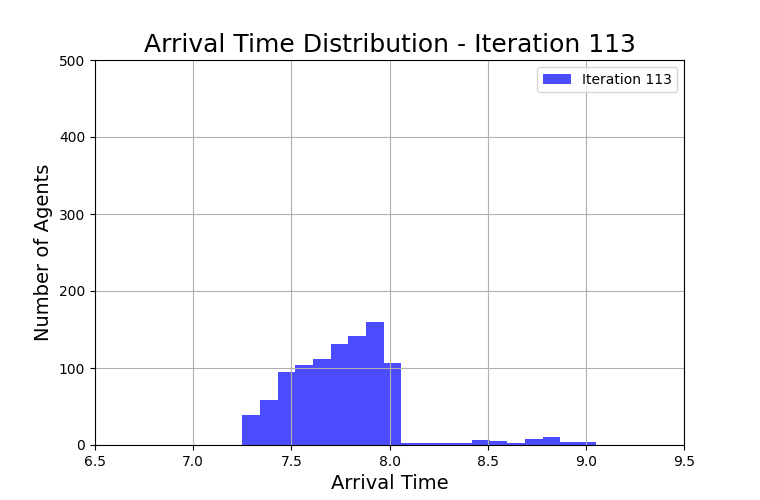 Arrival Time Distribution - Iteration 113
Iteration 113
Number of Agents
500
400
300
200
100
0
6.5 7.0 7.5 8.0 8.5 9.0 9.5
Arrival Time